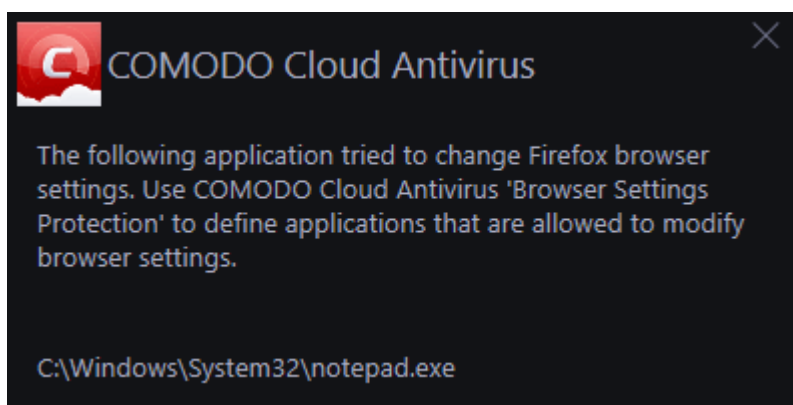 COMODO Cloud Antivirus
The following application tried to change Firefox browser
settings. Use COMODO Cloud Antivirus 'Browser Settings
Protection' to define applications that are allowed to modify
browser settings.
C:\Windows\System32\notepad.exe